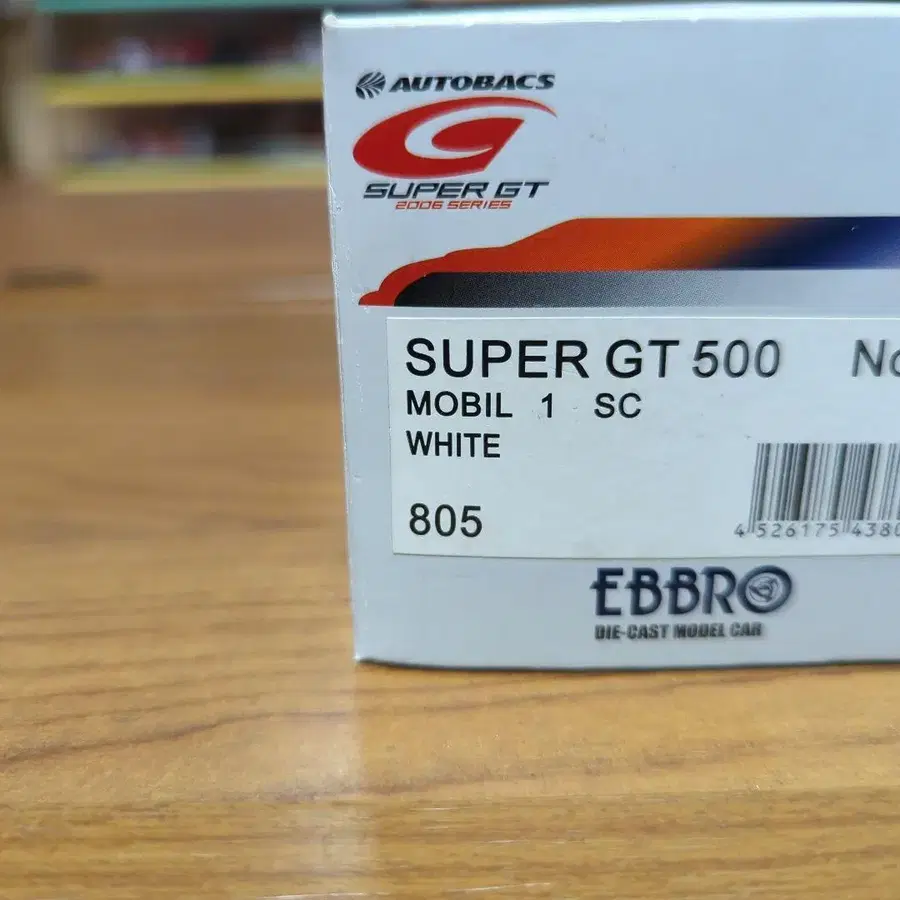 AUTOBACS
SUPER GT
2006 SERIES
SUPER GT 500 No
MOBIL 1 SC
WHITE
805
4 526175 4380
EBBRO
DIE-CAST MODEL CAR